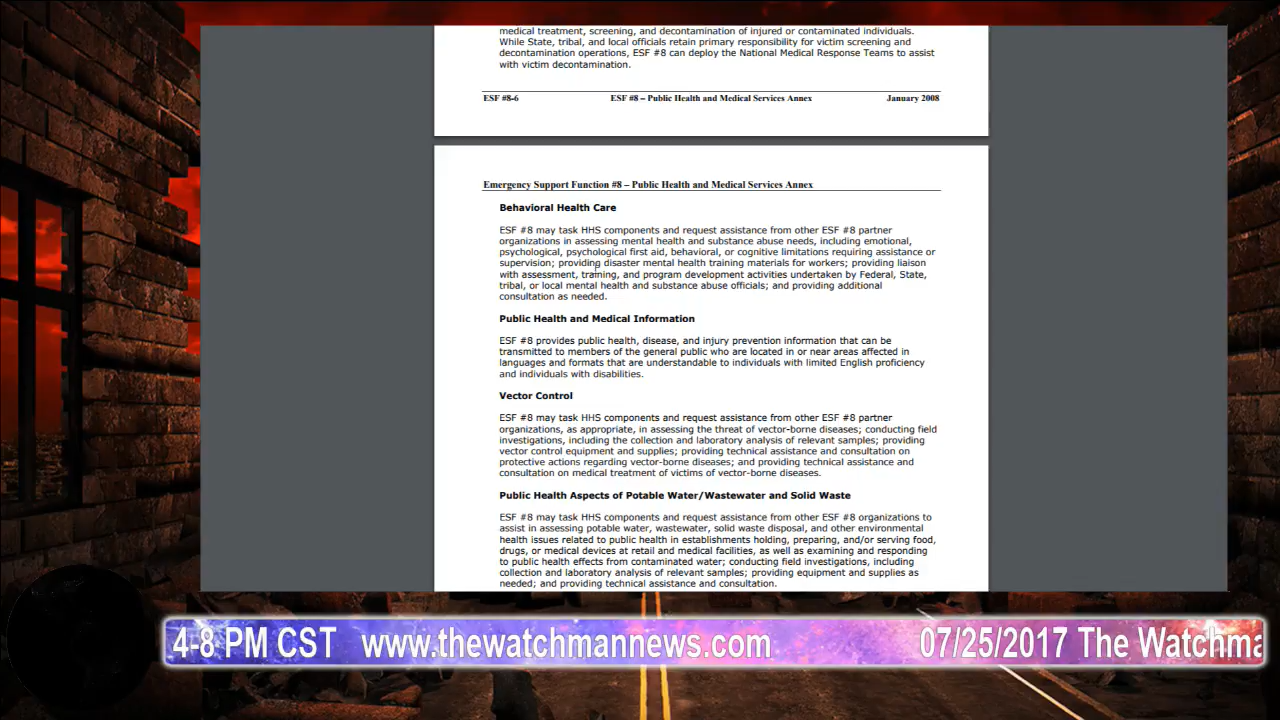 medical treatment, screening, and decontamination of injured or contaminated individuals.
While State, tribal, and local officials retain primary responsibility for victim screening and
decontamination operations, ESF #8 can deploy the National Medical Response Teams to assist
with victim decontamination.
ESF #8-6 ESF #8 – Public Health and Medical Services Annex January 2008
Emergency Support Function #8 – Public Health and Medical Services Annex
Behavioral Health Care
ESF #8 may task HHS components and request assistance from other ESF #8 partner
organizations in assessing mental health and substance abuse needs, including emotional,
psychological, psychological first aid, behavioral, or cognitive limitations requiring assistance or
supervision; providing disaster mental health training materials for workers; providing liaison
with assessment, training, and program development activities undertaken by Federal, State,
tribal, or local mental health and substance abuse officials; and providing additional
consultation as needed.
Public Health and Medical Information
ESF #8 provides public health, disease, and injury prevention information that can be
transmitted to members of the general public who are located in or near areas affected in
languages and formats that are understandable to individuals with limited English proficiency
and individuals with disabilities.
Vector Control
ESF #8 may task HHS components and request assistance from other ESF #8 partner
organizations, as appropriate, in assessing the threat of vector-borne diseases; conducting field
investigations, including the collection and laboratory analysis of relevant samples; providing
vector control equipment and supplies; providing technical assistance and consultation on
protective actions regarding vector-borne diseases; and providing technical assistance and
consultation on medical treatment of victims of vector-borne diseases.
Public Health Aspects of Potable Water/Wastewater and Solid Waste
ESF #8 may task HHS components and request assistance from other ESF #8 organizations to
assist in assessing potable water, wastewater, solid waste disposal, and other environmental
health issues related to public health in establishments holding, preparing, and/or serving food,
drugs, or medical devices at retail and medical facilities, as well as examining and responding
to public health effects from contaminated water; conducting field investigations, including
collection and laboratory analysis of relevant samples; providing equipment and supplies as
needed; and providing technical assistance and consultation.
4-8 PM CST www.thewatchmannews.com 07/25/2017 The Watchma